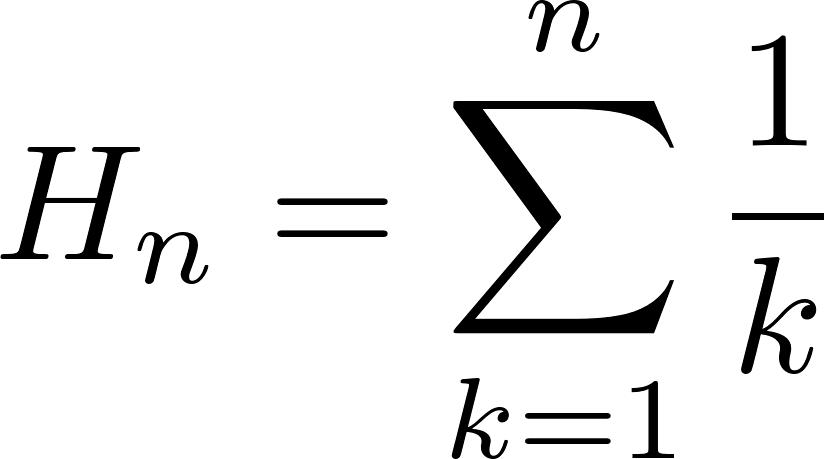 $H_n = \sum_{k=1}^{n} \frac{1}{k}$